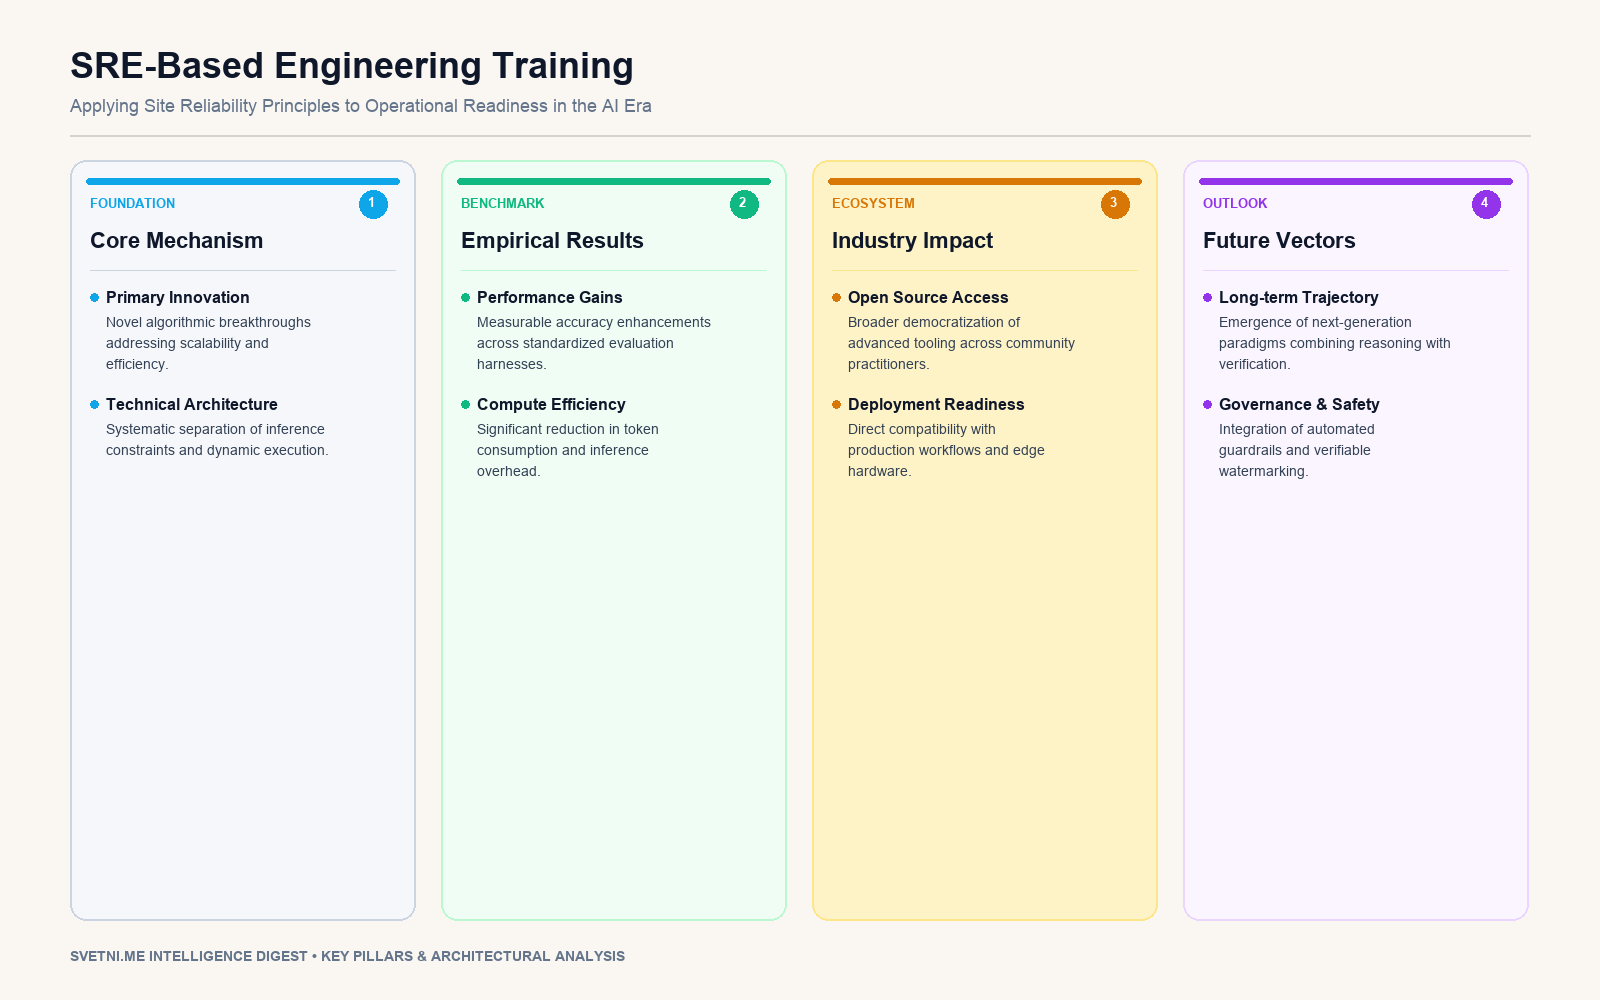 SRE-Based Engineering Training
Applying Site Reliability Principles to Operational Readiness in the AI Era
FOUNDATION
1
Core Mechanism
Primary Innovation
Novel algorithmic breakthroughs
addressing scalability and
efficiency.
Technical Architecture
Systematic separation of inference
constraints and dynamic execution.
BENCHMARK
2
Empirical Results
Performance Gains
Measurable accuracy enhancements
across standardized evaluation
harnesses.
Compute Efficiency
Significant reduction in token
consumption and inference
overhead.
ECOSYSTEM
3
Industry Impact
Open Source Access
Broader democratization of
advanced tooling across community
practitioners.
Deployment Readiness
Direct compatibility with
production workflows and edge
hardware.
OUTLOOK
4
Future Vectors
Long-term Trajectory
Emergence of next-generation
paradigms combining reasoning with
verification.
Governance & Safety
Integration of automated
guardrails and verifiable
watermarking.
SVETNI.ME INTELLIGENCE DIGEST • KEY PILLARS & ARCHITECTURAL ANALYSIS